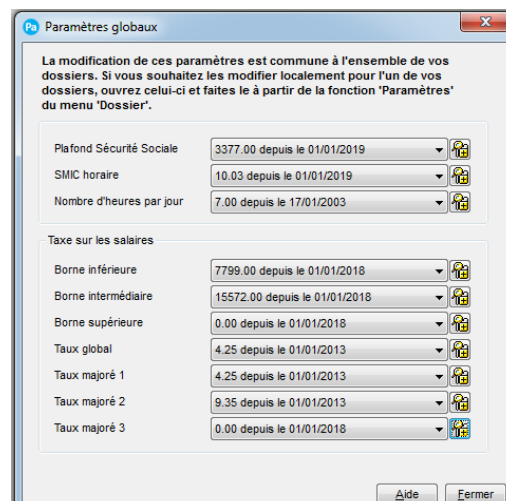 Pa Paramètres globaux
La modification de ces paramètres est commune à l'ensemble de vos
dossiers. Si vous souhaitez les modifier localement pour l'un de vos
dossiers, ouvrez celui-ci et faites le à partir de la fonction 'Paramètres'
du menu 'Dossier'.
Plafond Sécurité Sociale 3377.00 depuis le 01/01/2019
SMIC horaire 10.03 depuis le 01/01/2019
Nombre d'heures par jour 7.00 depuis le 17/01/2003
Taxe sur les salaires
Borne inférieure 7799.00 depuis le 01/01/2018
Borne intermédiaire 15572.00 depuis le 01/01/2018
Borne supérieure 0.00 depuis le 01/01/2018
Taux global 4.25 depuis le 01/01/2013
Taux majoré 1 4.25 depuis le 01/01/2013
Taux majoré 2 9.35 depuis le 01/01/2013
Taux majoré 3 0.00 depuis le 01/01/2018
Aide Fermer